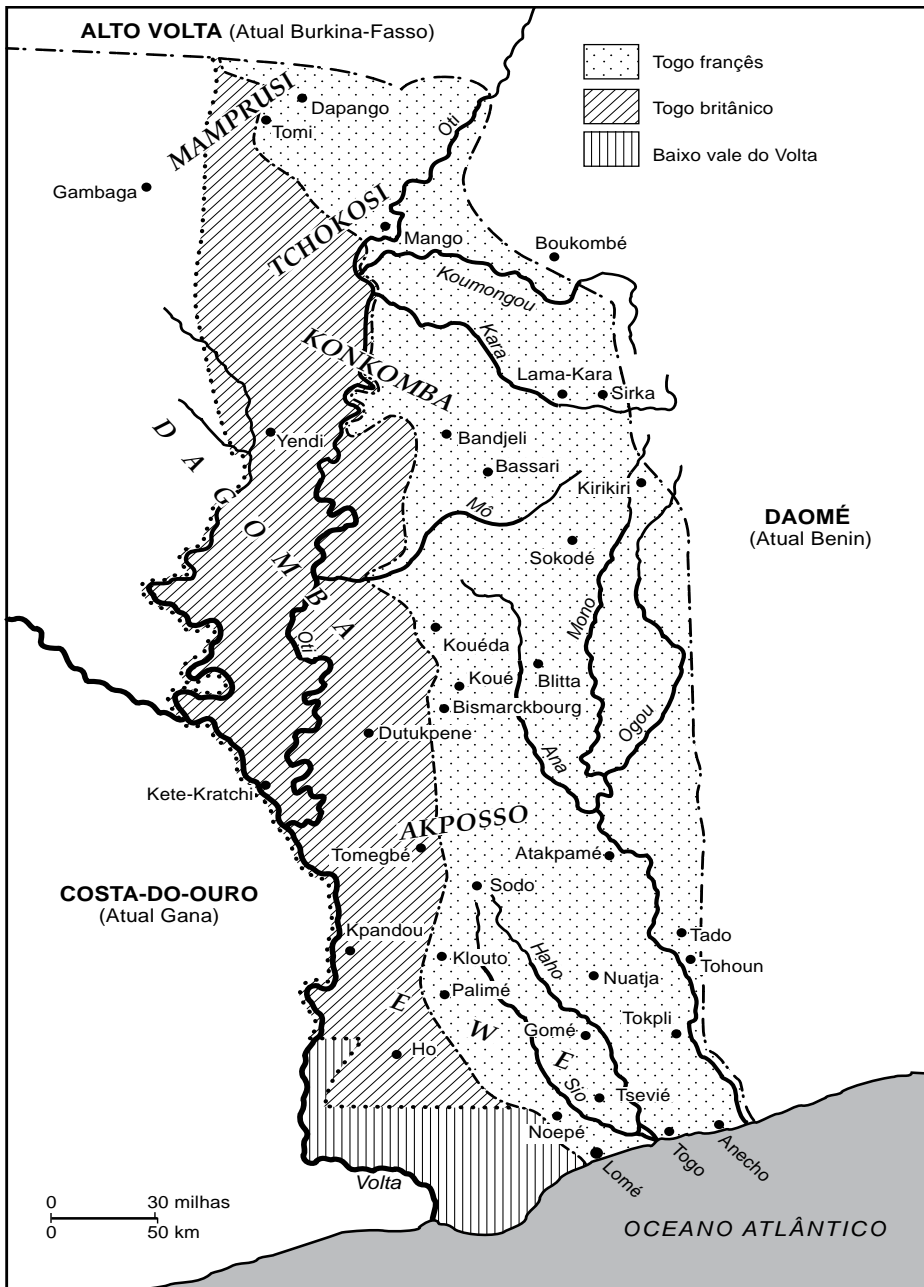 ALTO VOLTA (Atual Burkina-Fasso)
Togo françês
Togo britânico
Baixo vale do Volta
MAMPRUSI
Dapango
Tomi
Oti
Gambaga
TCHOKOSI
Mango
Boukombé
Koumongou
KONKOMBA
Kara
Lama-Kara
Sirka
DAGOMBA
Yendi
Bandjeli
Bassari
Kirikiri
Mô
DAOMÉ
(Atual Benin)
Sokodé
Mono
Oti
Kouéda
Koué
Blitta
Bismarckbourg
Ogou
Dutukpene
Ana
Kete-Kratchi
AKPOSSO
Tomegbé
Atakpamé
COSTA-DO-OURO
(Atual Gana)
Sodo
Kpandou
Klouto
Haho
Tado
Tohoun
Nuatja
Palimé
EWE
Gomé
Tokpli
Ho
Sio
Tsevié
Noepé
Lomé
Togo
Anecho
Volta
0 30 milhas
0 50 km
OCEANO ATLÂNTICO